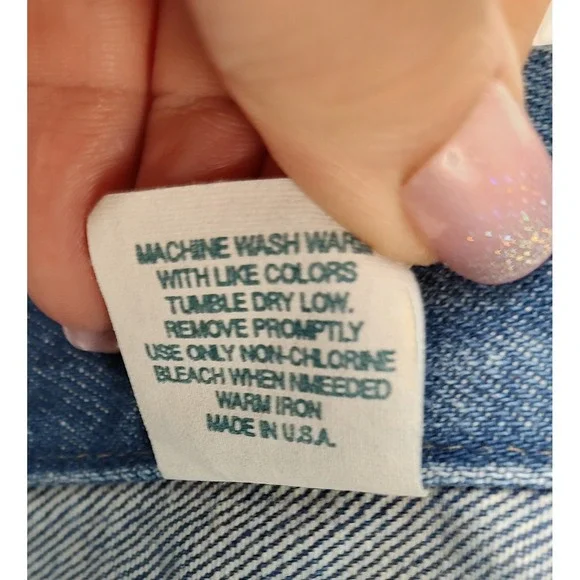 MACHINE WASH WARM
WITH LIKE COLORS
TUMBLE DRY LOW.
REMOVE PROMPTLY
USE ONLY NON-CHLORINE
BLEACH WHEN NMEEDED
WARM IRON
MADE IN U.S.A.